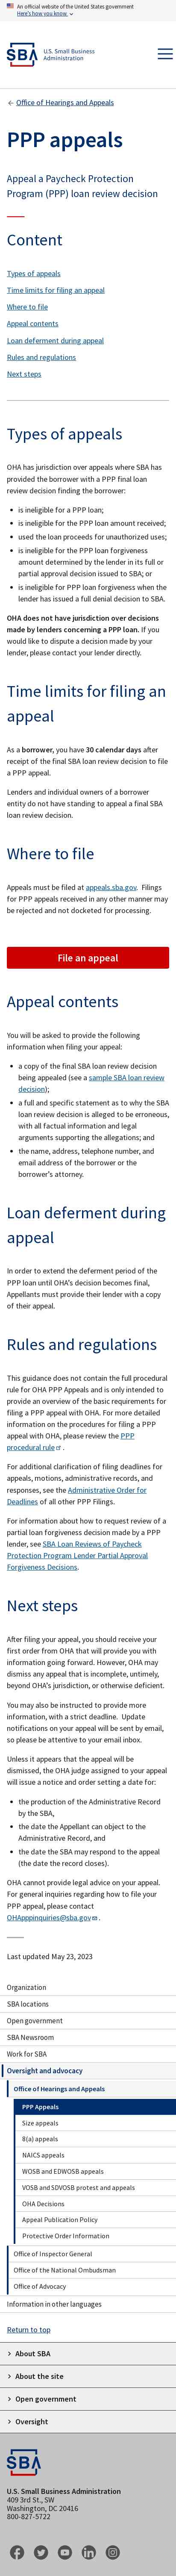 An official website of the United States government
Here's how you know
SBA
U.S. Small Business
Administration
Office of Hearings and Appeals
PPP appeals
Appeal a Paycheck Protection
Program (PPP) loan review decision
Content
Types of appeals
Time limits for filing an appeal
Where to file
Appeal contents
Loan deferment during appeal
Rules and regulations
Next steps
Types of appeals
OHA has jurisdiction over appeals where SBA has
provided the borrower with a PPP final loan
review decision finding the borrower:
is ineligible for a PPP loan;
is ineligible for the PPP loan amount received;
used the loan proceeds for unauthorized uses;
is ineligible for the PPP loan forgiveness
amount determined by the lender in its full or
partial approval decision issued to SBA; or
is ineligible for PPP loan forgiveness when the
lender has issued a full denial decision to SBA.
OHA does not have jurisdiction over decisions
made by lenders concerning a PPP loan. If you
would like to dispute a decision made by your
lender, please contact your lender directly.
Time limits for filing an
appeal
As a borrower, you have 30 calendar days after
receipt of the final SBA loan review decision to file
a PPP appeal.
Lenders and individual owners of a borrower
entity do not have standing to appeal a final SBA
loan review decision.
Where to file
Appeals must be filed at appeals.sba.gov. Filings
for PPP appeals received in any other manner may
be rejected and not docketed for processing.
File an appeal
Appeal contents
You will be asked to provide the following
information when filing your appeal:
a copy of the final SBA loan review decision
being appealed (see a sample SBA loan review
decision);
a full and specific statement as to why the SBA
loan review decision is alleged to be erroneous,
with all factual information and legal
arguments supporting the allegations; and
the name, address, telephone number, and
email address of the borrower or the
borrower's attorney.
Loan deferment during
appeal
In order to extend the deferment period of the
PPP loan until OHA's decision becomes final,
Appellants must provide their lender with a copy
of their appeal.
Rules and regulations
This guidance does not contain the full procedural
rule for OHA PPP Appeals and is only intended to
provide an overview of the basic requirements for
filing a PPP appeal with OHA. For more detailed
information of the procedures for filing a PPP
appeal with OHA, please review the PPP
procedural rule.
For additional clarification of filing deadlines for
appeals, motions, administrative records, and
responses, see the Administrative Order for
Deadlines of all other PPP Filings.
For information about how to request review of a
partial forgiveness decision made by a PPP
lender, see SBA Loan Reviews of Paycheck
Protection Program Lender Partial Approval
Forgiveness Decisions.
Next steps
After filing your appeal, you should receive your
first order from OHA that will provide you with
information going forward. However, OHA may
dismiss any appeal that is incomplete, untimely,
beyond OHA's jurisdiction, or otherwise deficient.
You may also be instructed to provide more
information, with a strict deadline. Update
notifications on your appeal will be sent by email,
so please be attentive to your email inbox.
Unless it appears that the appeal will be
dismissed, the OHA judge assigned to your appeal
will issue a notice and order setting a date for:
the production of the Administrative Record
by the SBA,
the date the Appellant can object to the
Administrative Record, and
the date the SBA may respond to the appeal
(the date the record closes).
OHA cannot provide legal advice on your appeal.
For general inquiries regarding how to file your
PPP appeal, please contact
OHApppinquiries@sba.gov.
Last updated May 23, 2023
Organization
SBA locations
Open government
SBA Newsroom
Work for SBA
Oversight and advocacy
Office of Hearings and Appeals
PPP Appeals
Size appeals
8(a) appeals
NAICS appeals
WOSB and EDWOSB appeals
VOSB and SDVOSB protest and appeals
OHA Decisions
Appeal Publication Policy
Protective Order Information
Office of Inspector General
Office of the National Ombudsman
Office of Advocacy
Information in other languages
Return to top
About SBA
About the site
Open government
Oversight
SBA
U.S. Small Business Administration
409 3rd St., SW
Washington, DC 20416
800-827-5722